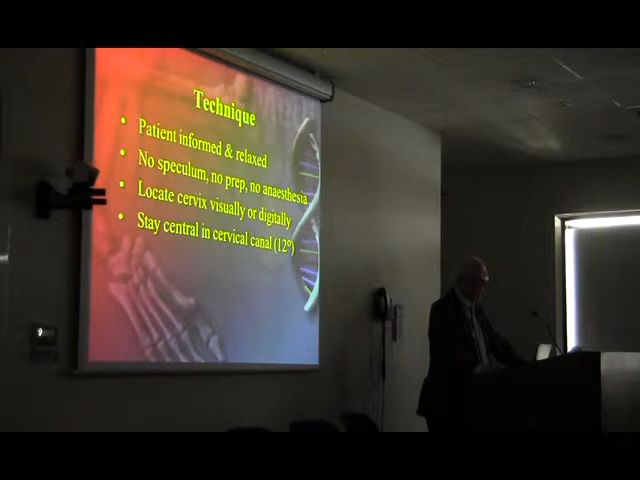 Technique
• Patient informed & relaxed
• No speculum, no prep, no anaesthesia
• Locate cervix visually or digitally
• Stay central in cervical canal (12°)